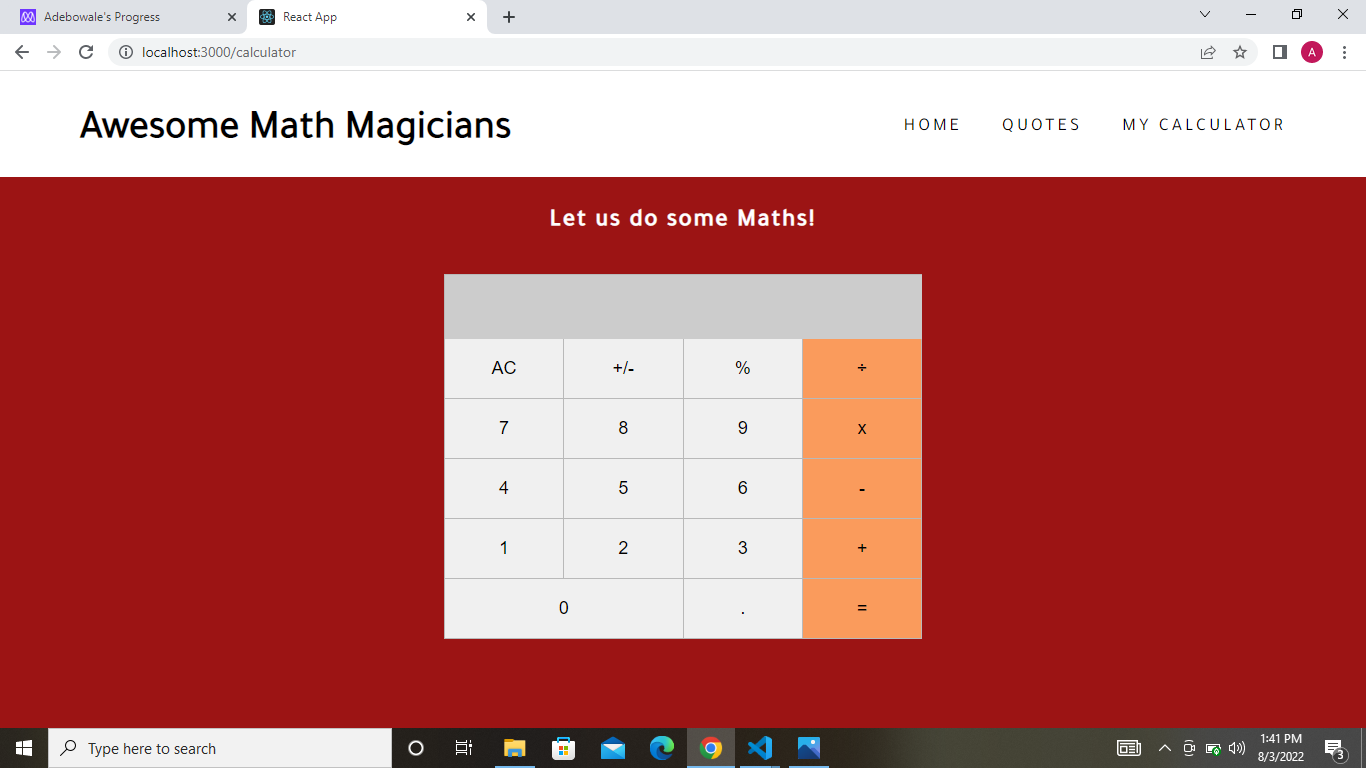 Adebowale's Progress
React App
localhost:3000/calculator
A
Awesome Math Magicians
HOME QUOTES MY CALCULATOR
Let us do some Maths!
AC +/- % ÷
7 8 9 x
4 5 6 -
1 2 3 +
0 . =
Type here to search
1:41 PM
8/3/2022
3